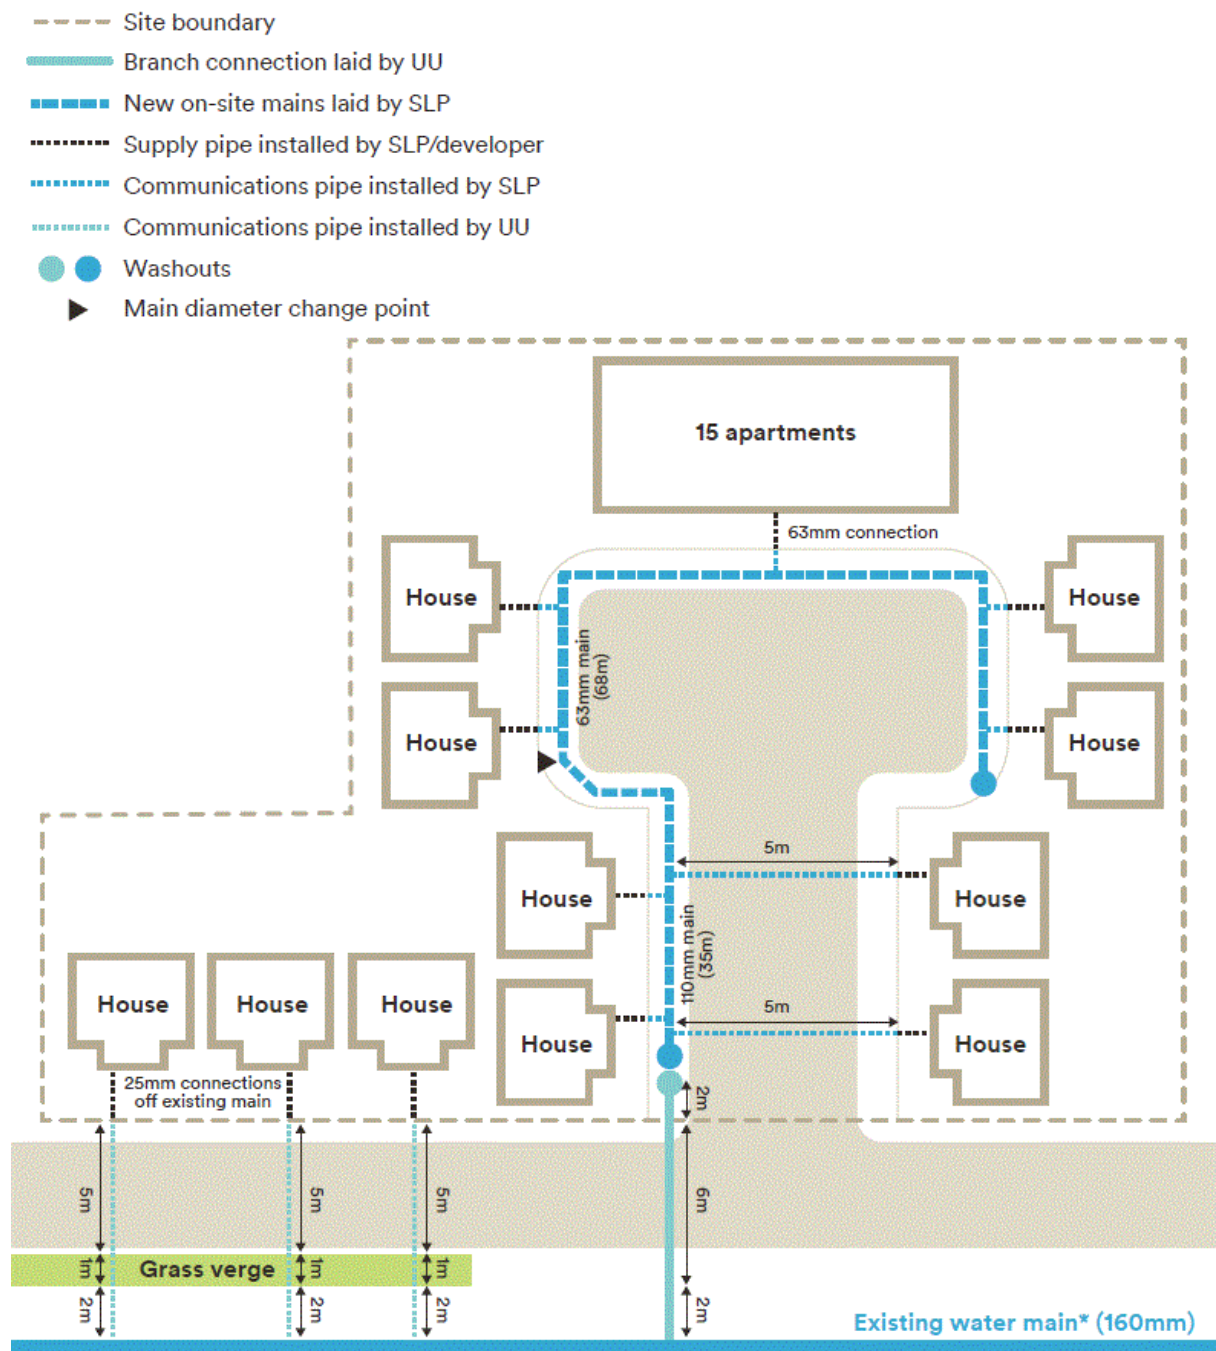 Site boundary
Branch connection laid by UU
New on-site mains laid by SLP
Supply pipe installed by SLP/developer
Communications pipe installed by SLP
Communications pipe installed by UU
Washouts
Main diameter change point
15 apartments
63mm connection
House
House
63mm main
(68m)
House
House
5m
House
House
110mm main
(35m)
House
House
House
5m
House
House
25mm connections
off existing main
2m
5m
5m
5m
6m
1m
Grass verge
1m
1m
2m
2m
2m
2m
Existing water main* (160mm)